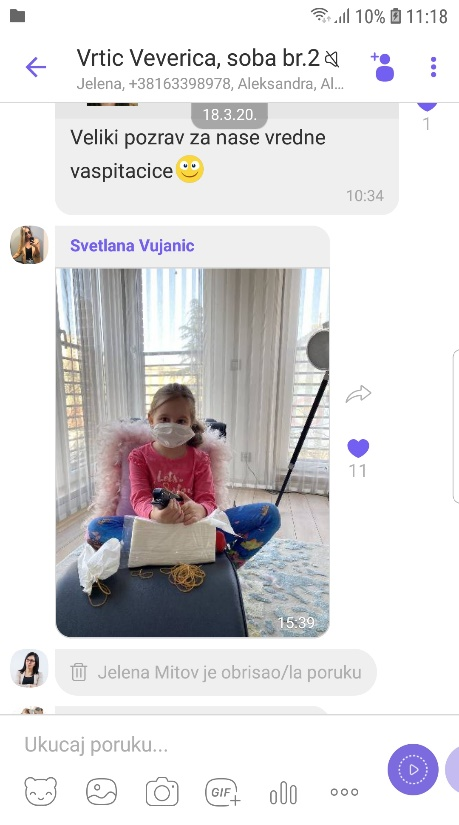 10% 11:18
Vrtic Veverica, soba br.2
Jelena, +38163398978, Aleksandra, Al...
18.3.20.
1
Veliki pozrav za nase vredne
vaspitacice
10:34
Svetlana Vujanic
11
15:39
Jelena Mitov je obrisao/la poruku
Ukucaj poruku...
GIF